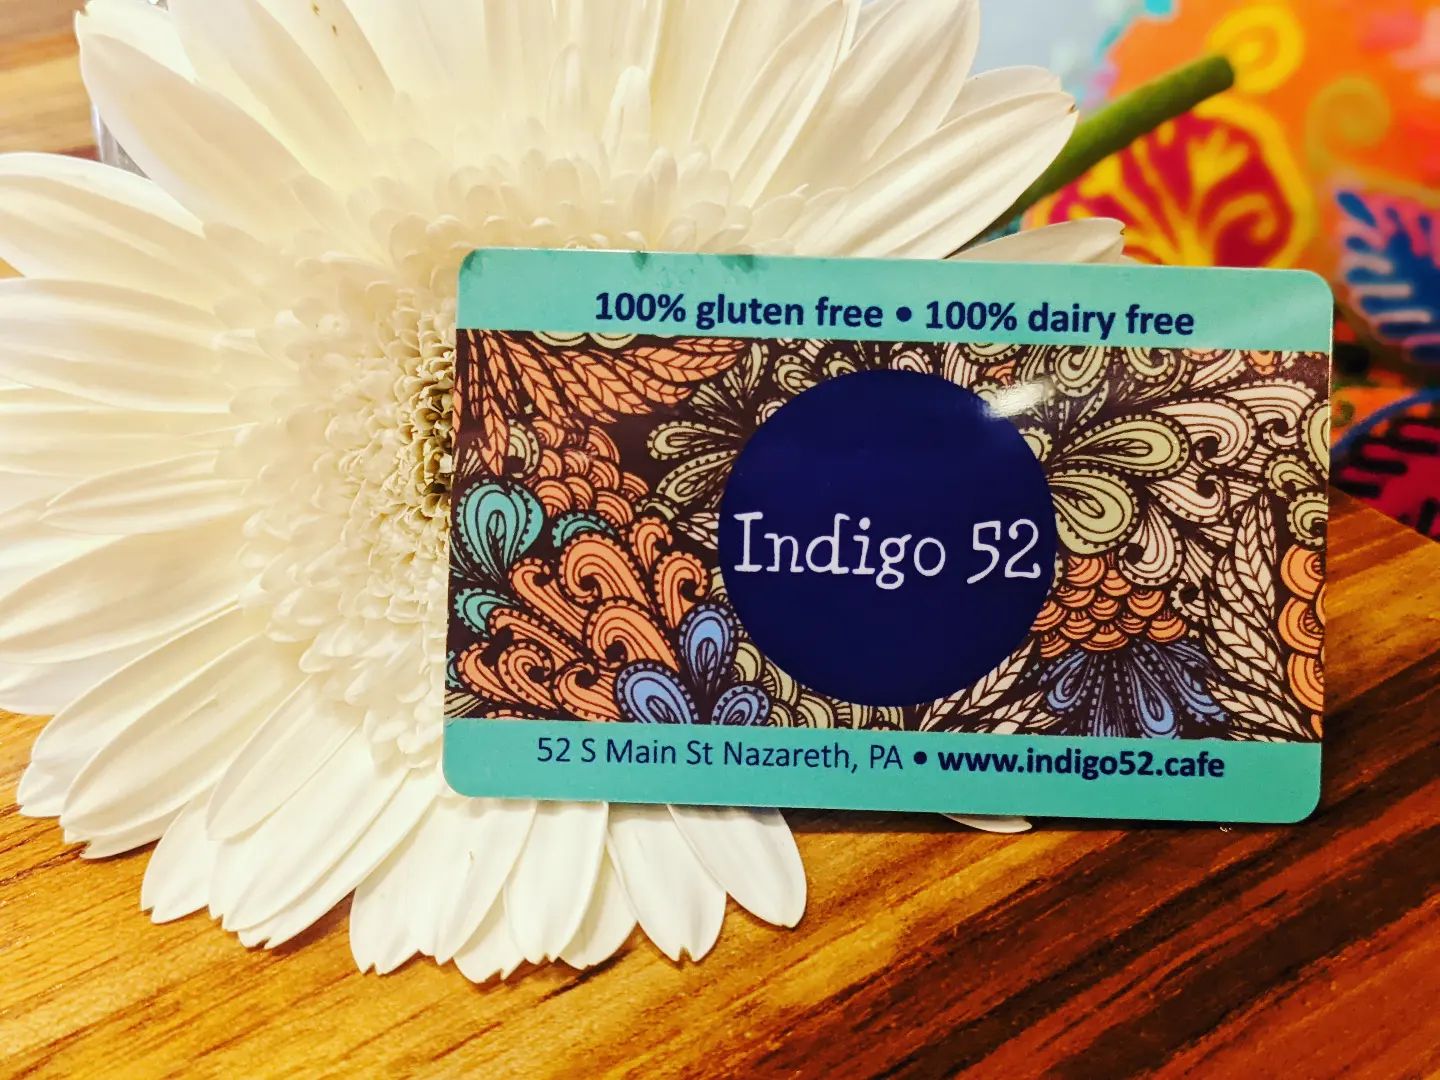 100% gluten free • 100% dairy free
Indigo 52
52 S Main St Nazareth, PA • www.indigo52.cafe